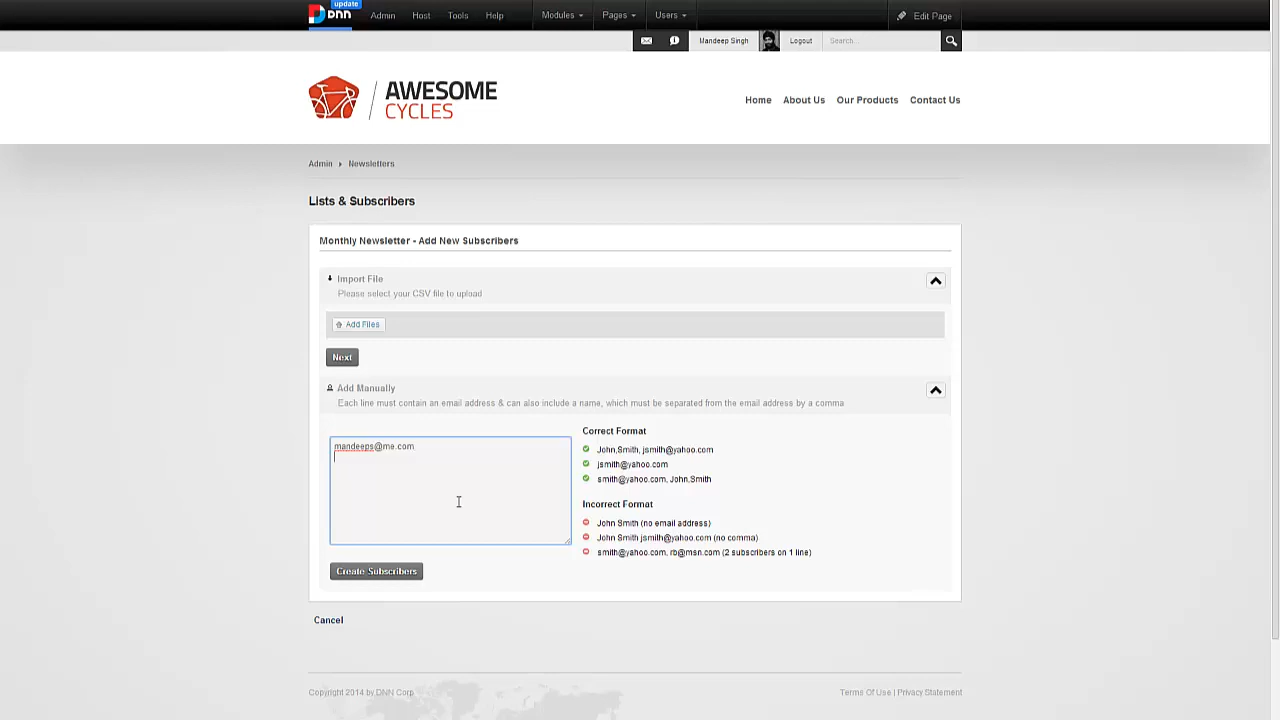 update
DNN
Admin Host Tools Help Modules Pages Users Edit Page
Mandeep Singh Logout Search...
AWESOME
CYCLES
Home About Us Our Products Contact Us
Admin Newsletters
Lists & Subscribers
Monthly Newsletter - Add New Subscribers
Import File
Please select your CSV file to upload
Add Files
Next
Add Manually
Each line must contain an email address & can also include a name, which must be separated from the email address by a comma
mandeeps@me.com
Correct Format
John,Smith, jsmith@yahoo.com
jsmith@yahoo.com
smith@yahoo.com, John,Smith
Incorrect Format
John Smith (no email address)
John Smith jsmith@yahoo.com (no comma)
smith@yahoo.com, rb@msn.com (2 subscribers on 1 line)
Create Subscribers
Cancel
Copyright 2014 by DNN Corp
Terms Of Use | Privacy Statement